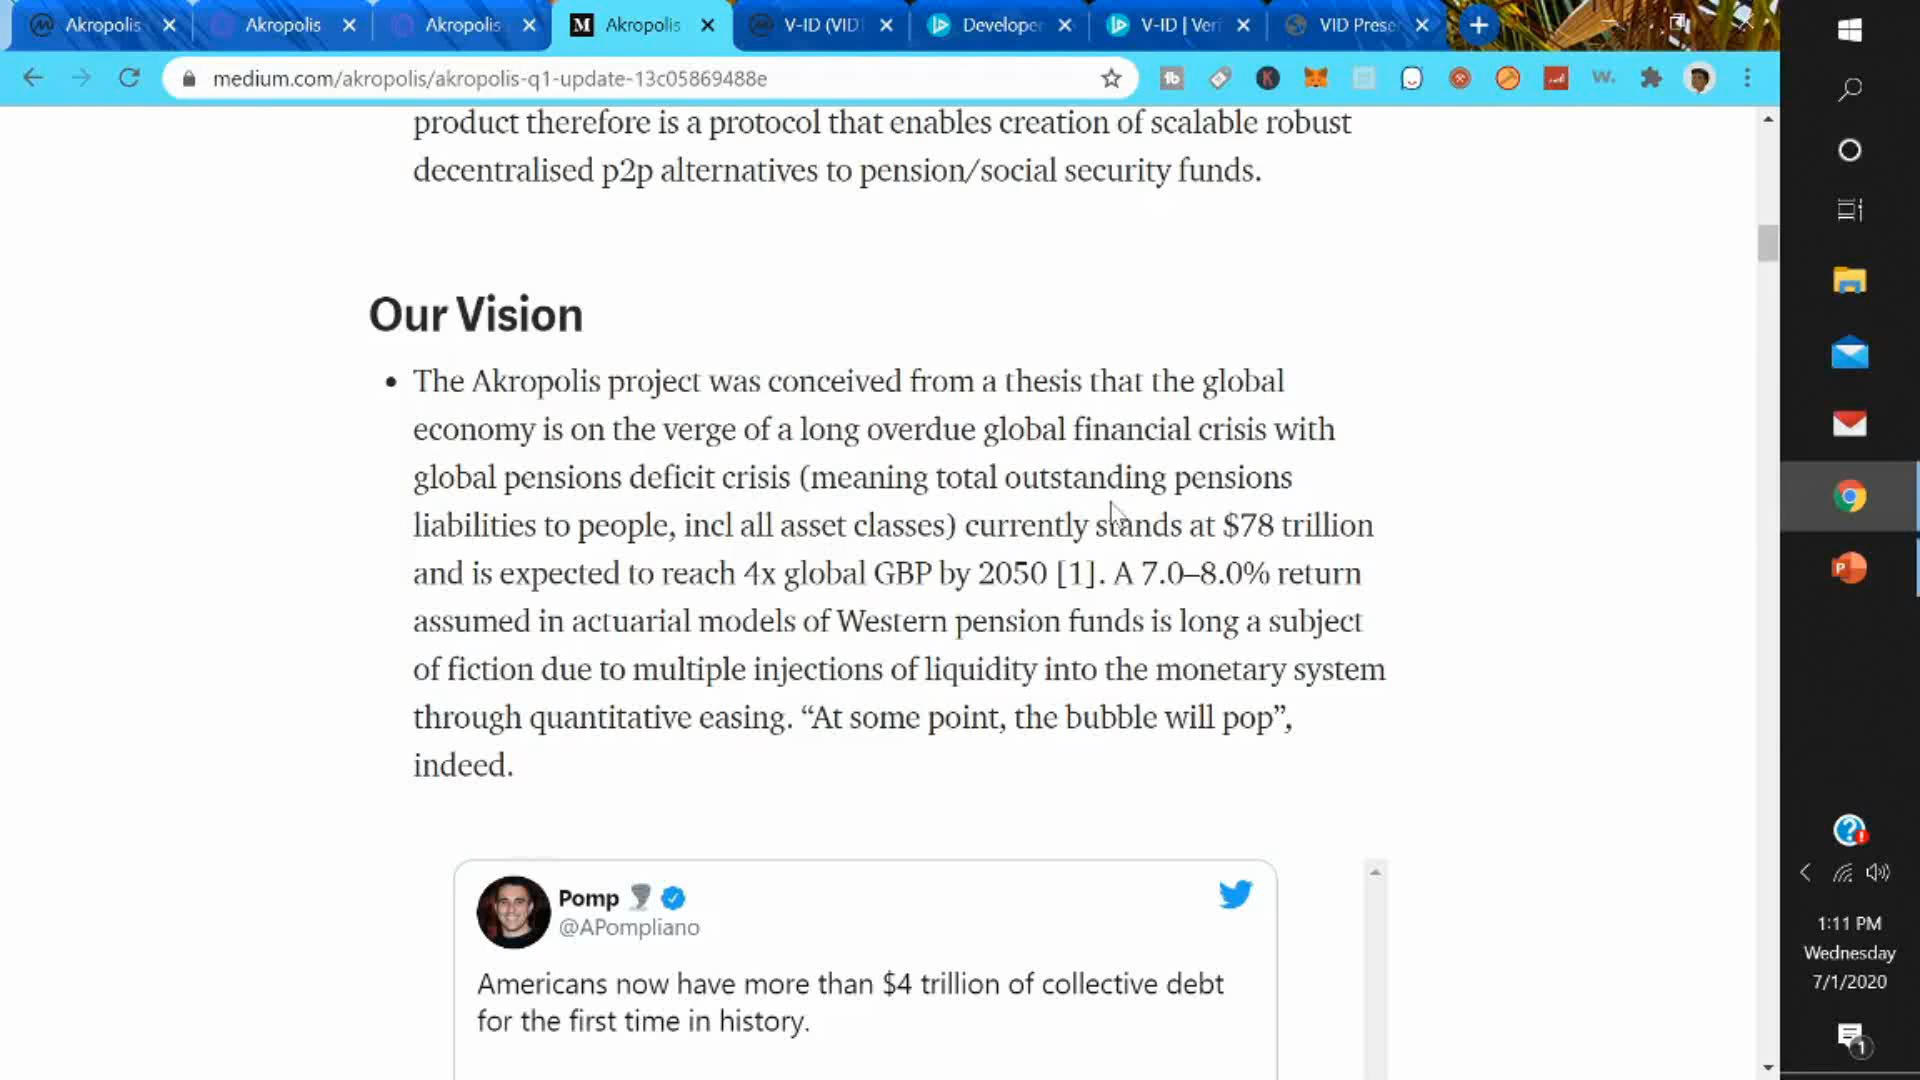 Akropolis
Akropolis
Akropolis
M Akropolis
V-ID (VID
Developer
V-ID | Veri
VID Prese
medium.com/akropolis/akropolis-q1-update-13c05869488e
product therefore is a protocol that enables creation of scalable robust
decentralised p2p alternatives to pension/social security funds.
Our Vision
The Akropolis project was conceived from a thesis that the global
economy is on the verge of a long overdue global financial crisis with
global pensions deficit crisis (meaning total outstanding pensions
liabilities to people, incl all asset classes) currently stands at $78 trillion
and is expected to reach 4x global GBP by 2050 [1]. A 7.0–8.0% return
assumed in actuarial models of Western pension funds is long a subject
of fiction due to multiple injections of liquidity into the monetary system
through quantitative easing. “At some point, the bubble will pop”,
indeed.
Pomp
@APompliano
Americans now have more than $4 trillion of collective debt
for the first time in history.
1:11 PM
Wednesday
7/1/2020
1